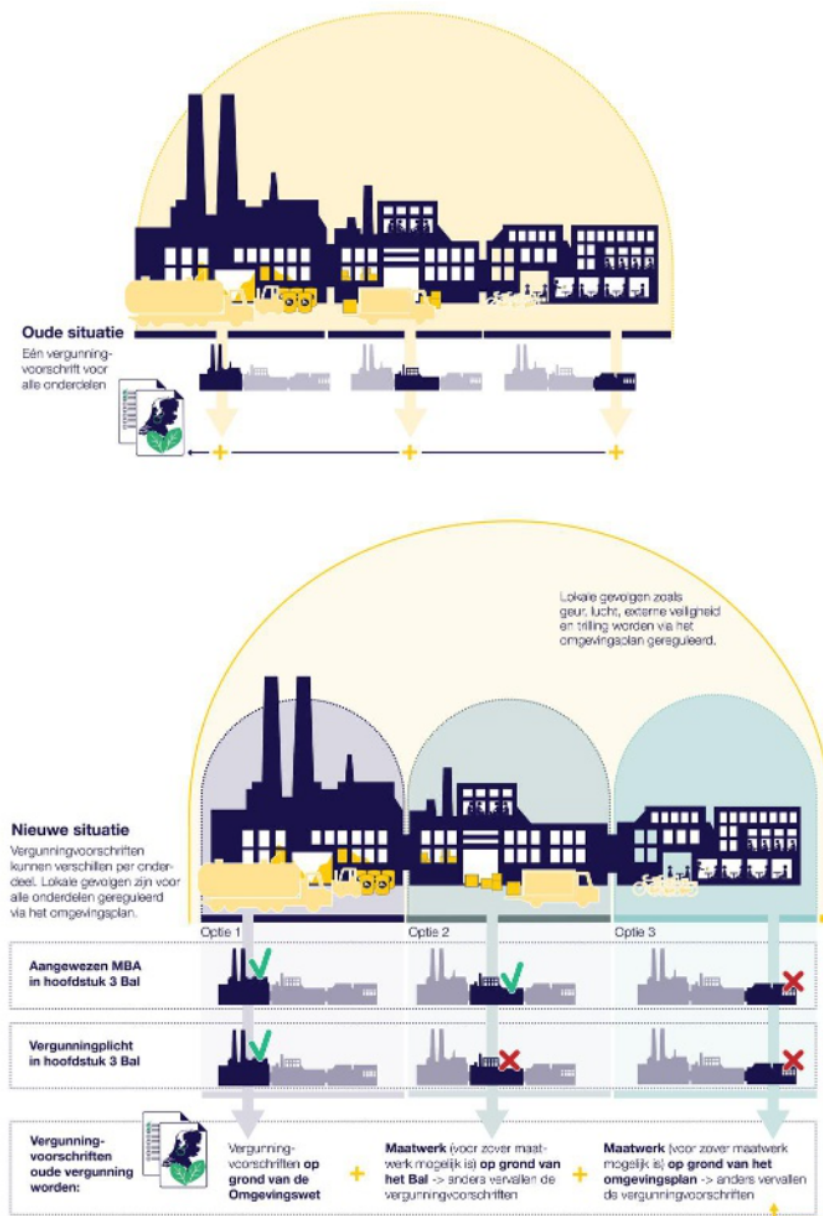 Oude situatie
Eén vergunning-
voorschrift voor
alle onderdelen
Lokale gevolgen zoals
geur, lucht, externe veiligheid
en trilling worden via het
omgevingsplan gereguleerd.
Nieuwe situatie
Vergunningvoorschriften
kunnen verschillen per onder-
deel. Lokale gevolgen zijn voor
alle onderdelen gereguleerd
via het omgevingsplan.
Optie 1
Optie 2
Optie 3
Aangewezen MBA
in hoofdstuk 3 Bal
Vergunningplicht
in hoofdstuk 3 Bal
Vergunning-
voorschriften
oude vergunning
worden:
Vergunning-
voorschriften op
grond van de
Omgevingswet
+
Maatwerk (voor zover maat-
werk mogelijk is) op grond van
het Bal -> anders vervallen de
vergunningvoorschriften
+
Maatwerk (voor zover maatwerk
mogelijk is) op grond van het
omgevingsplan -> anders vervallen
de vergunningvoorschriften